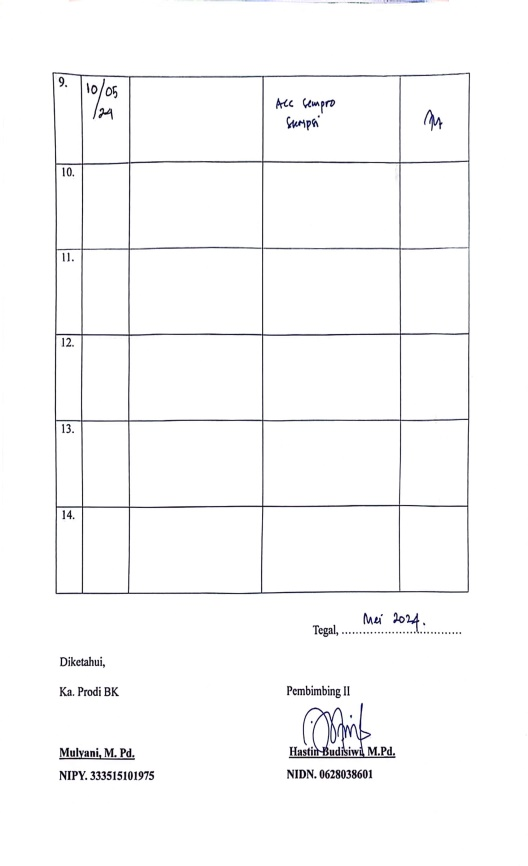 9.
10/05
/24
Acc Sempro
Skripsi
10.
11.
12.
13.
14.
Mei 2024.
Tegal, ..................................
Diketahui,
Ka. Prodi BK
Pembimbing II
Mulyani, M. Pd.
Hastin Budisiwi, M.Pd.
NIPY. 333515101975
NIDN. 0628038601